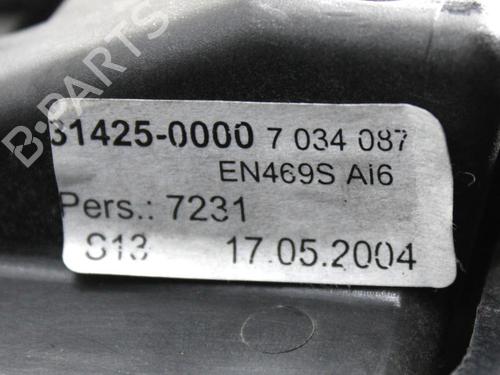 B-PARTS
31425-0000 7 034 087
EN469S Ai6
Pers.: 7231
S13 17.05.2004